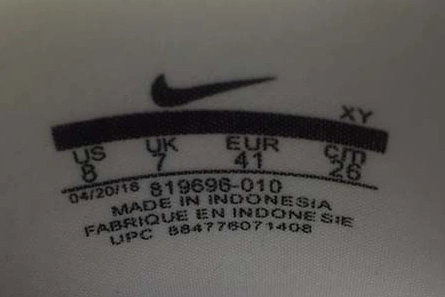 XY
US UK EUR cm
8 7 41 26
04/20/16 819696-010
MADE IN INDONESIA
FABRIQUE EN INDONESIE
UPC 884776071408